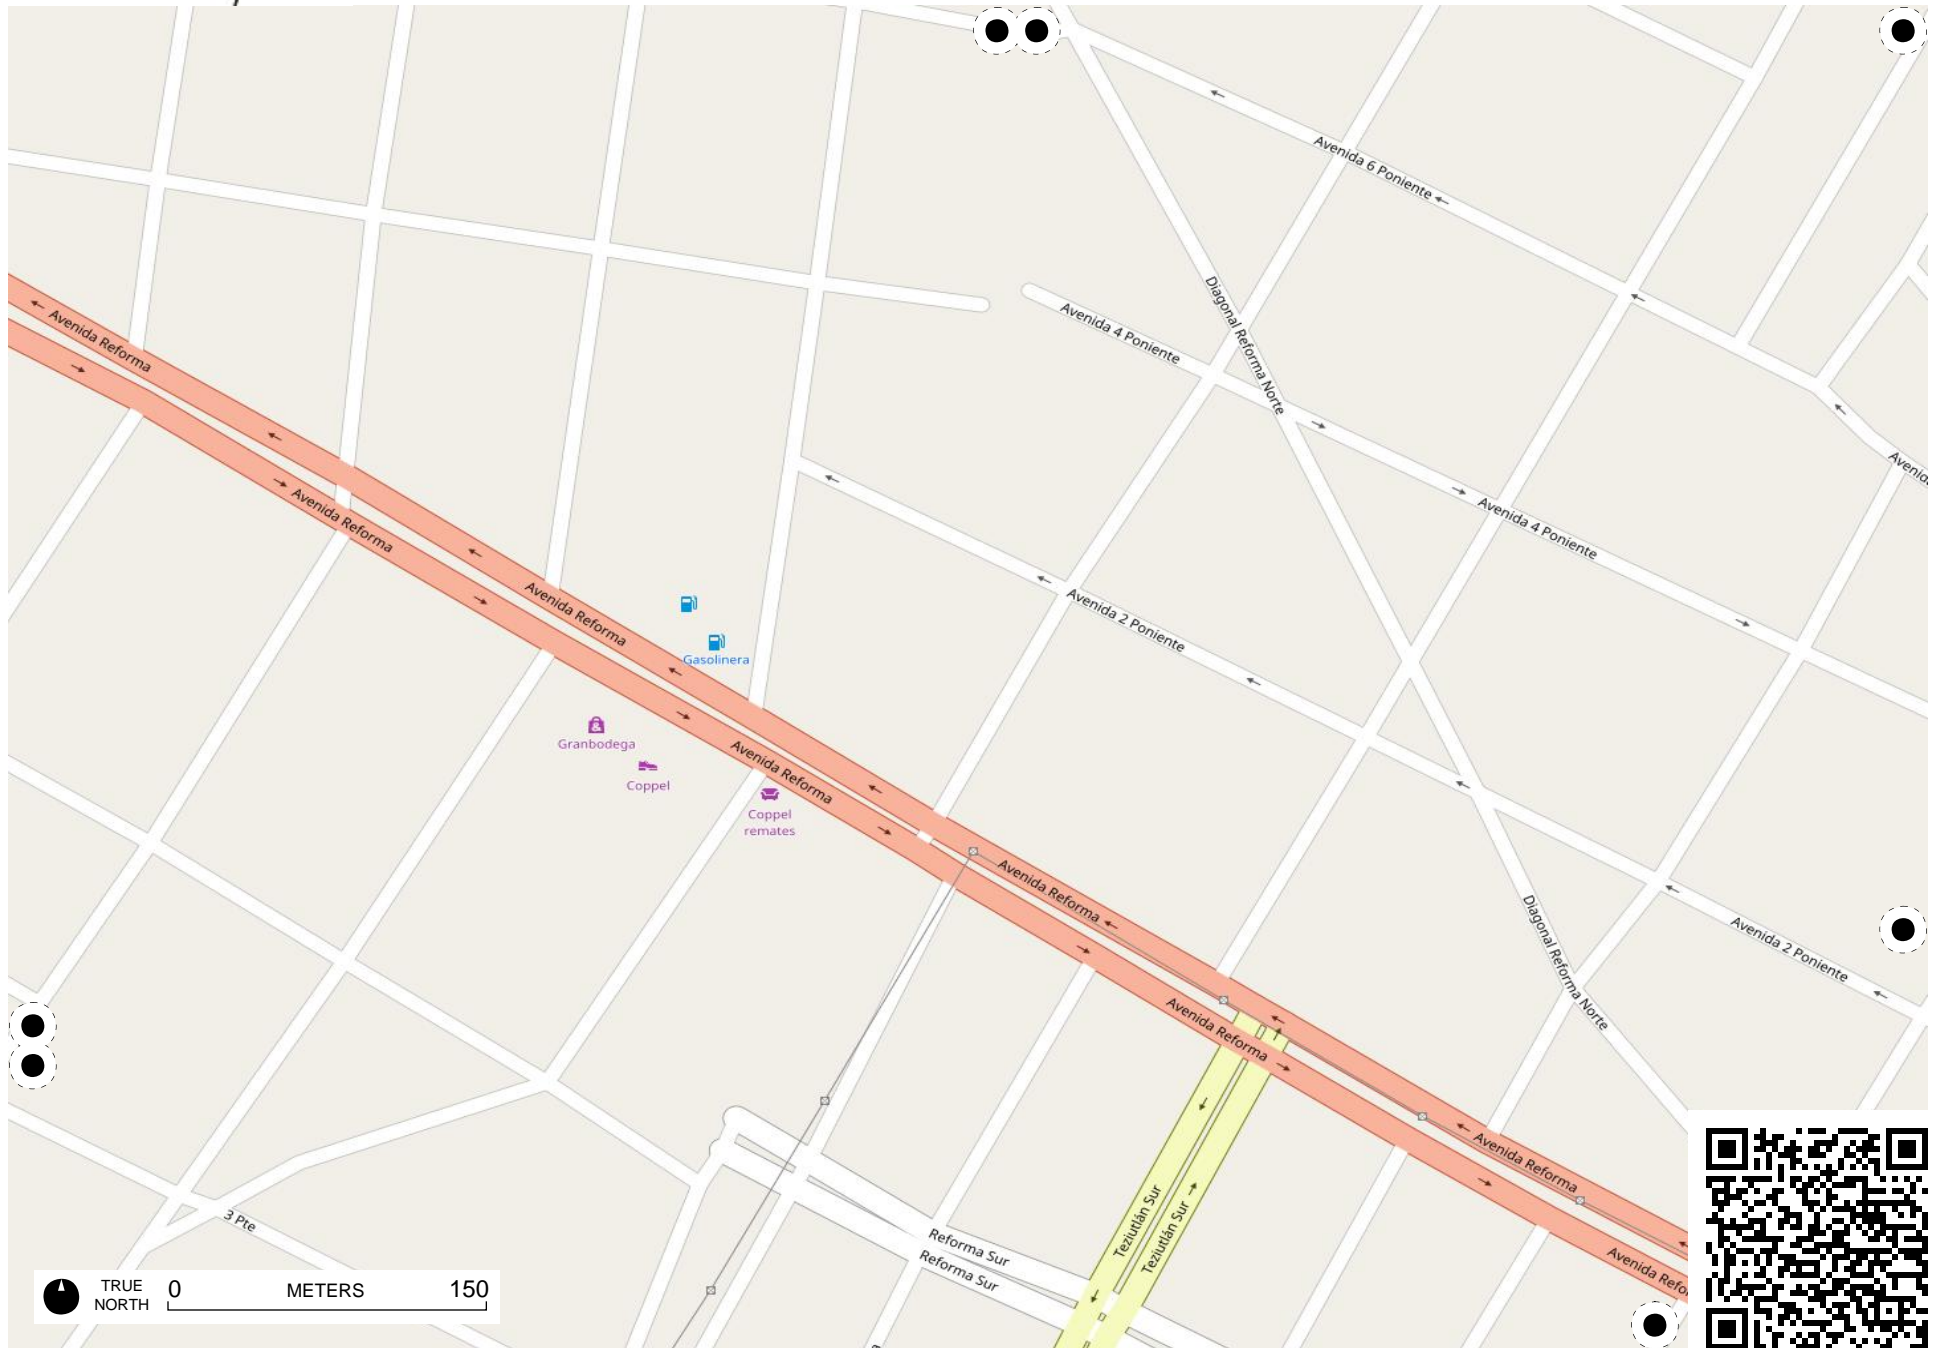 Avenida 6 Poniente
Diagonal Reforma Norte
Avenida 4 Poniente
Avenida Reforma
Avenida Reforma
Avenida 4 Poniente
Avenida Reforma
Avenida 2 Poniente
Gasolinera
Granbodega
Avenida Reforma
Coppel
Coppel
remates
Avenida Reforma
Diagonal Reforma Norte
Avenida 2 Poniente
Avenida Reforma
Avenida Reforma
Teziutlán Sur
Teziutlán Sur
3 Pte
Reforma Sur
Reforma Sur
TRUE
NORTH
0 METERS 150